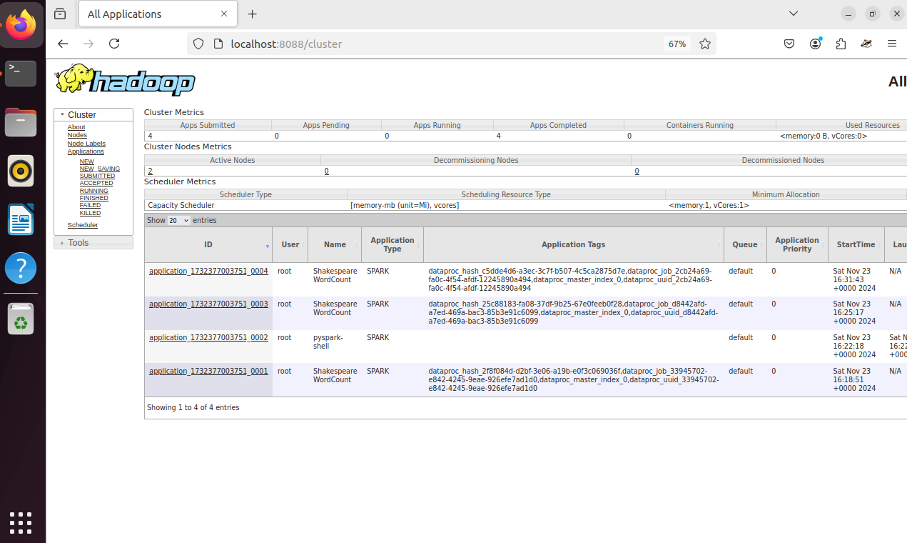 All Applications
localhost:8088/cluster
67%
hadoop
All
Cluster
About
Nodes
Node Labels
Applications
NEW
NEW_SAVING
SUBMITTED
ACCEPTED
RUNNING
FINISHED
FAILED
KILLED
Scheduler
Tools
Cluster Metrics
Apps Submitted Apps Pending Apps Running Apps Completed Containers Running Used Resources
4 0 0 4 0 <memory:0 B, vCores:0>
Cluster Nodes Metrics
Active Nodes Decommissioning Nodes Decommissioned Nodes
2 0 0
Scheduler Metrics
Scheduler Type Scheduling Resource Type Minimum Allocation
Capacity Scheduler [memory-mb (unit=Mi), vcores] <memory:1, vCores:1>
Show 20 entries
ID User Name Application Type Application Tags Queue Application Priority StartTime Lau
application_1732377003751_0004 root Shakespeare SPARK dataproc_hash_c5dde4d6-a3ec-3c7f-b507-4c5ca2875d7e,dataproc_job_2cb24a69- default 0 Sat Nov 23 N/A
WordCount fa0c-4f54-afdf-12245890a494,dataproc_master_index_0,dataproc_uuid_2cb24a69- 16:31:43
fa0c-4f54-afdf-12245890a494 +0000 2024
application_1732377003751_0003 root Shakespeare SPARK dataproc_hash_25c88183-fa08-37df-9b25-67e0feeb0f28,dataproc_job_d8442afd- default 0 Sat Nov 23 N/A
WordCount a7ed-469a-bac3-85b3e91c6099,dataproc_master_index_0,dataproc_uuid_d8442afd- 16:25:17
a7ed-469a-bac3-85b3e91c6099 +0000 2024
application_1732377003751_0002 root pyspark- SPARK default 0 Sat Nov 23 Sat N
shell 16:22:18 16:22
+0000 2024 +00
application_1732377003751_0001 root Shakespeare SPARK dataproc_hash_2f8f084d-d2bf-3e06-a19b-e0f3c069036f,dataproc_job_33945702- default 0 Sat Nov 23 N/A
WordCount e842-4245-9eae-926efe7ad1d0,dataproc_master_index_0,dataproc_uuid_33945702- 16:18:51
e842-4245-9eae-926efe7ad1d0 +0000 2024
Showing 1 to 4 of 4 entries